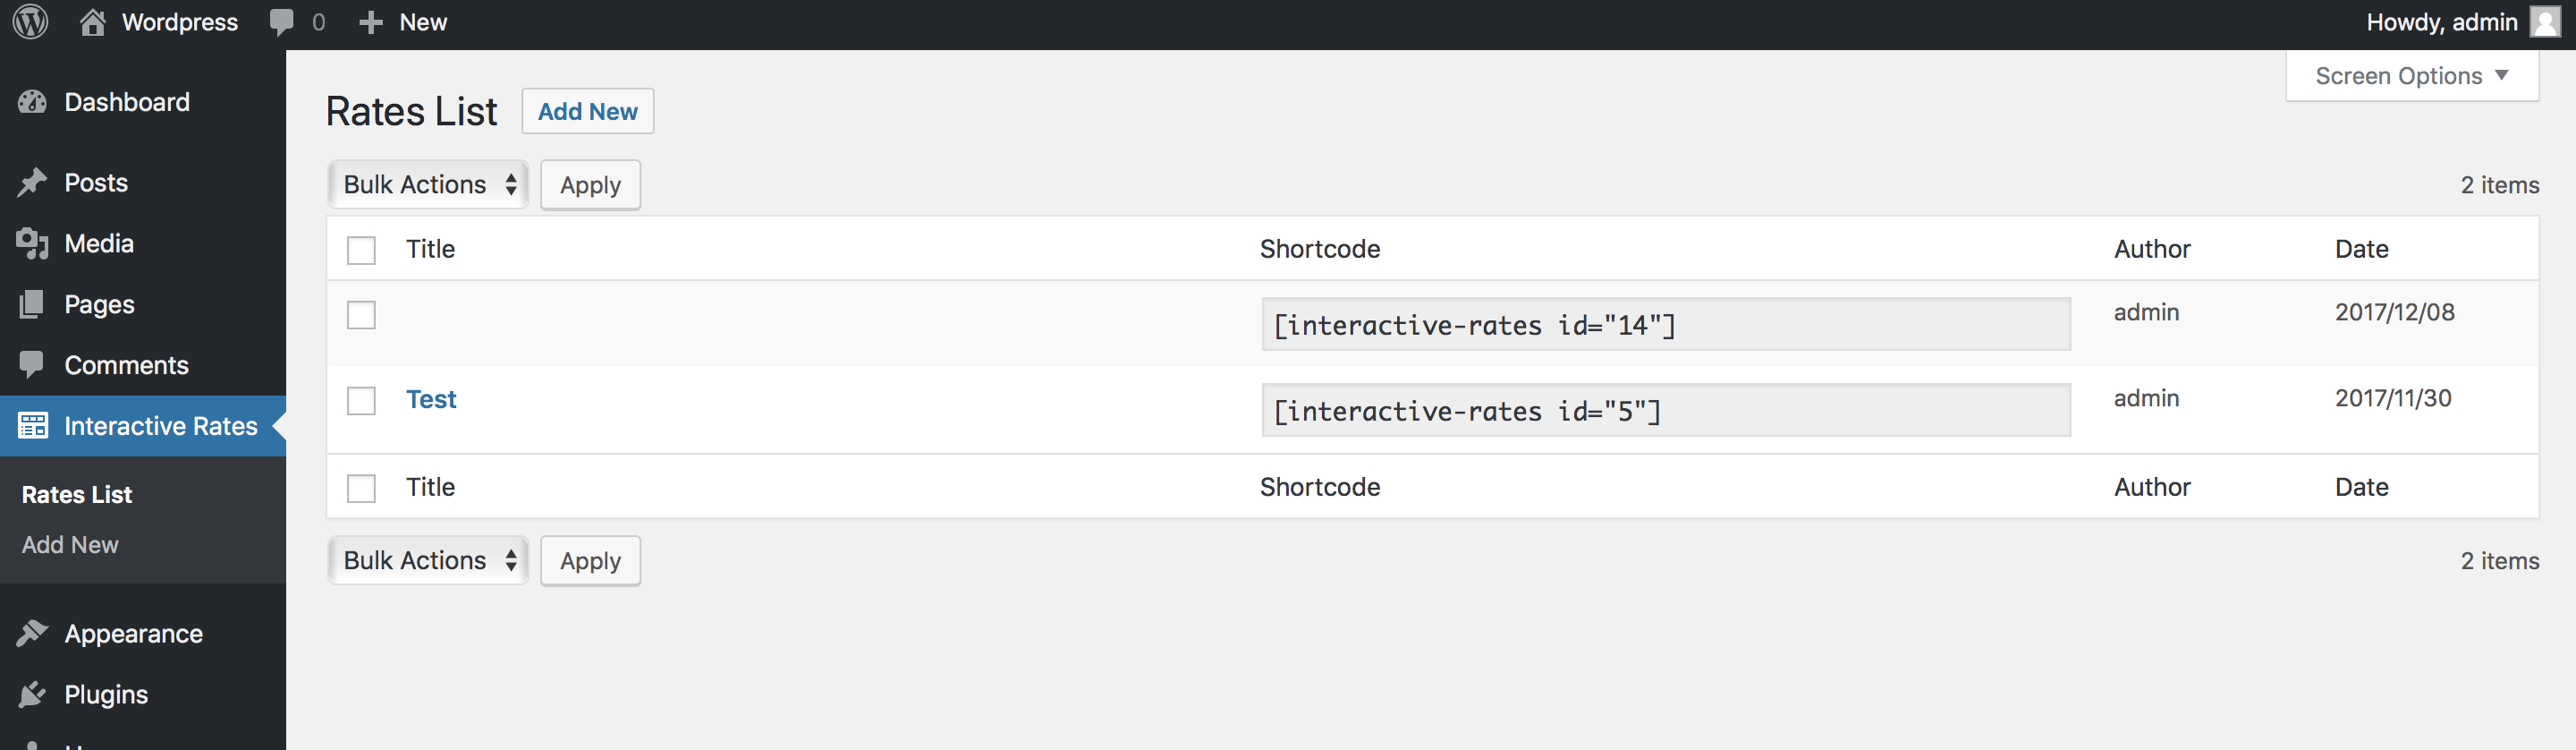 Wordpress 0 New Howdy, admin
Screen Options
Dashboard
Posts
Media
Pages
Comments
Interactive Rates
Rates List
Add New
Appearance
Plugins
Rates List Add New
Bulk Actions Apply 2 items
Title Shortcode Author Date
[interactive-rates id="14"] admin 2017/12/08
Test [interactive-rates id="5"] admin 2017/11/30
Title Shortcode Author Date
Bulk Actions Apply 2 items